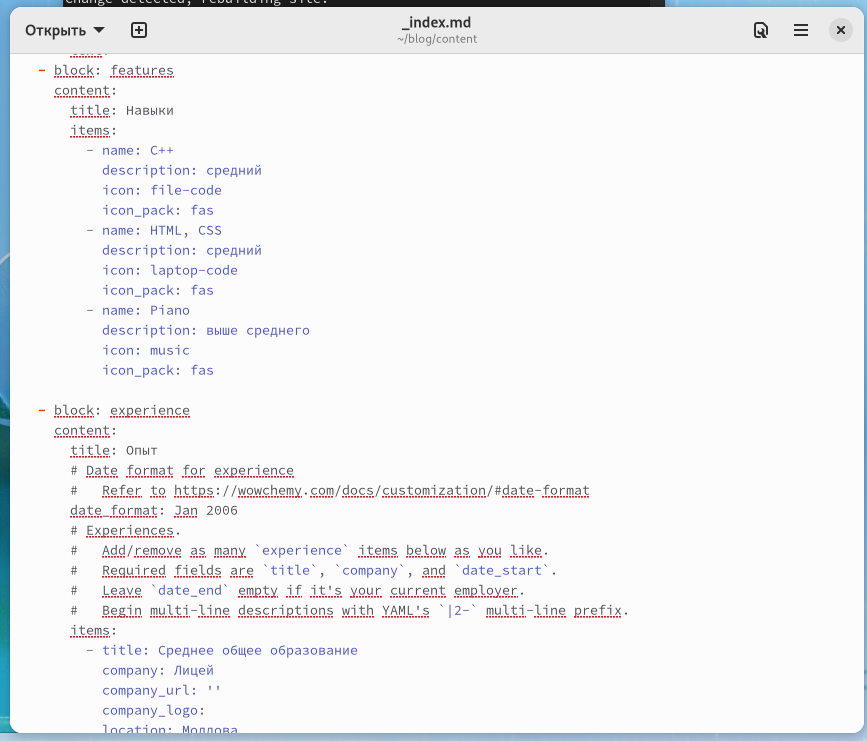 change detected, rebuilding site.
Открыть
_index.md
~/blog/content
- block: features
content:
title: Навыки
items:
- name: C++
description: средний
icon: file-code
icon_pack: fas
- name: HTML, CSS
description: средний
icon: laptop-code
icon_pack: fas
- name: Piano
description: выше среднего
icon: music
icon_pack: fas
- block: experience
content:
title: Опыт
# Date format for experience
#   Refer to https://wowchemy.com/docs/customization/#date-format
date_format: Jan 2006
# Experiences.
#   Add/remove as many `experience` items below as you like.
#   Required fields are `title`, `company`, and `date_start`.
#   Leave `date_end` empty if it's your current employer.
#   Begin multi-line descriptions with YAML's `|2-` multi-line prefix.
items:
- title: Среднее общее образование
company: Лицей
company_url: ''
company_logo:
location: Молдова